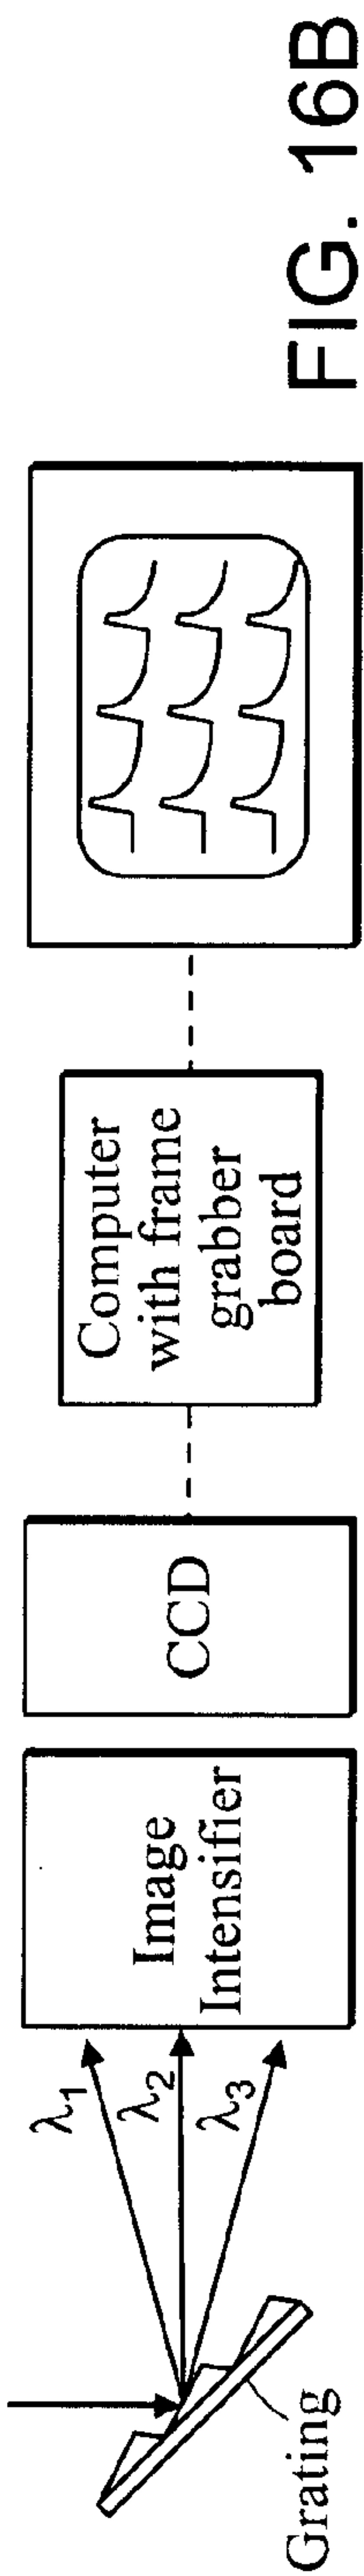 Grating
λ1
λ2
λ3
Image
Intensifier
CCD
Computer
with frame
grabber
board
FIG. 16B